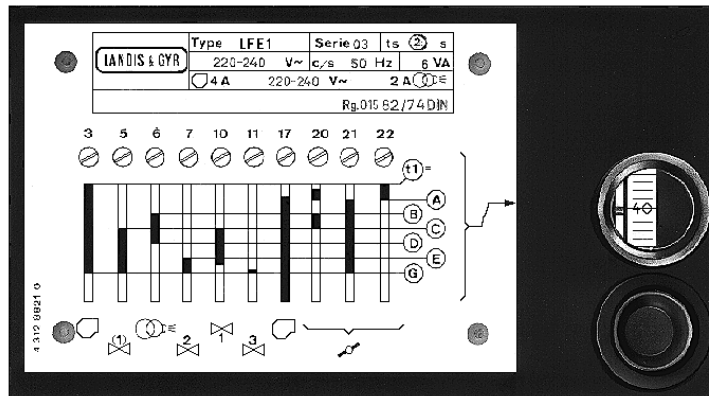 LANDIS & GYR
Type LFE1 Serie 03 ts 2 s
220-240 V~ c/s 50 Hz 6 VA
4 A 220-240 V~ 2 A
Rg.015 82/74 DIN
3 5 6 7 10 11 17 20 21 22
t1=
A
B
C
D
E
G
40
4 312 8821 0
(1) 2 1 3